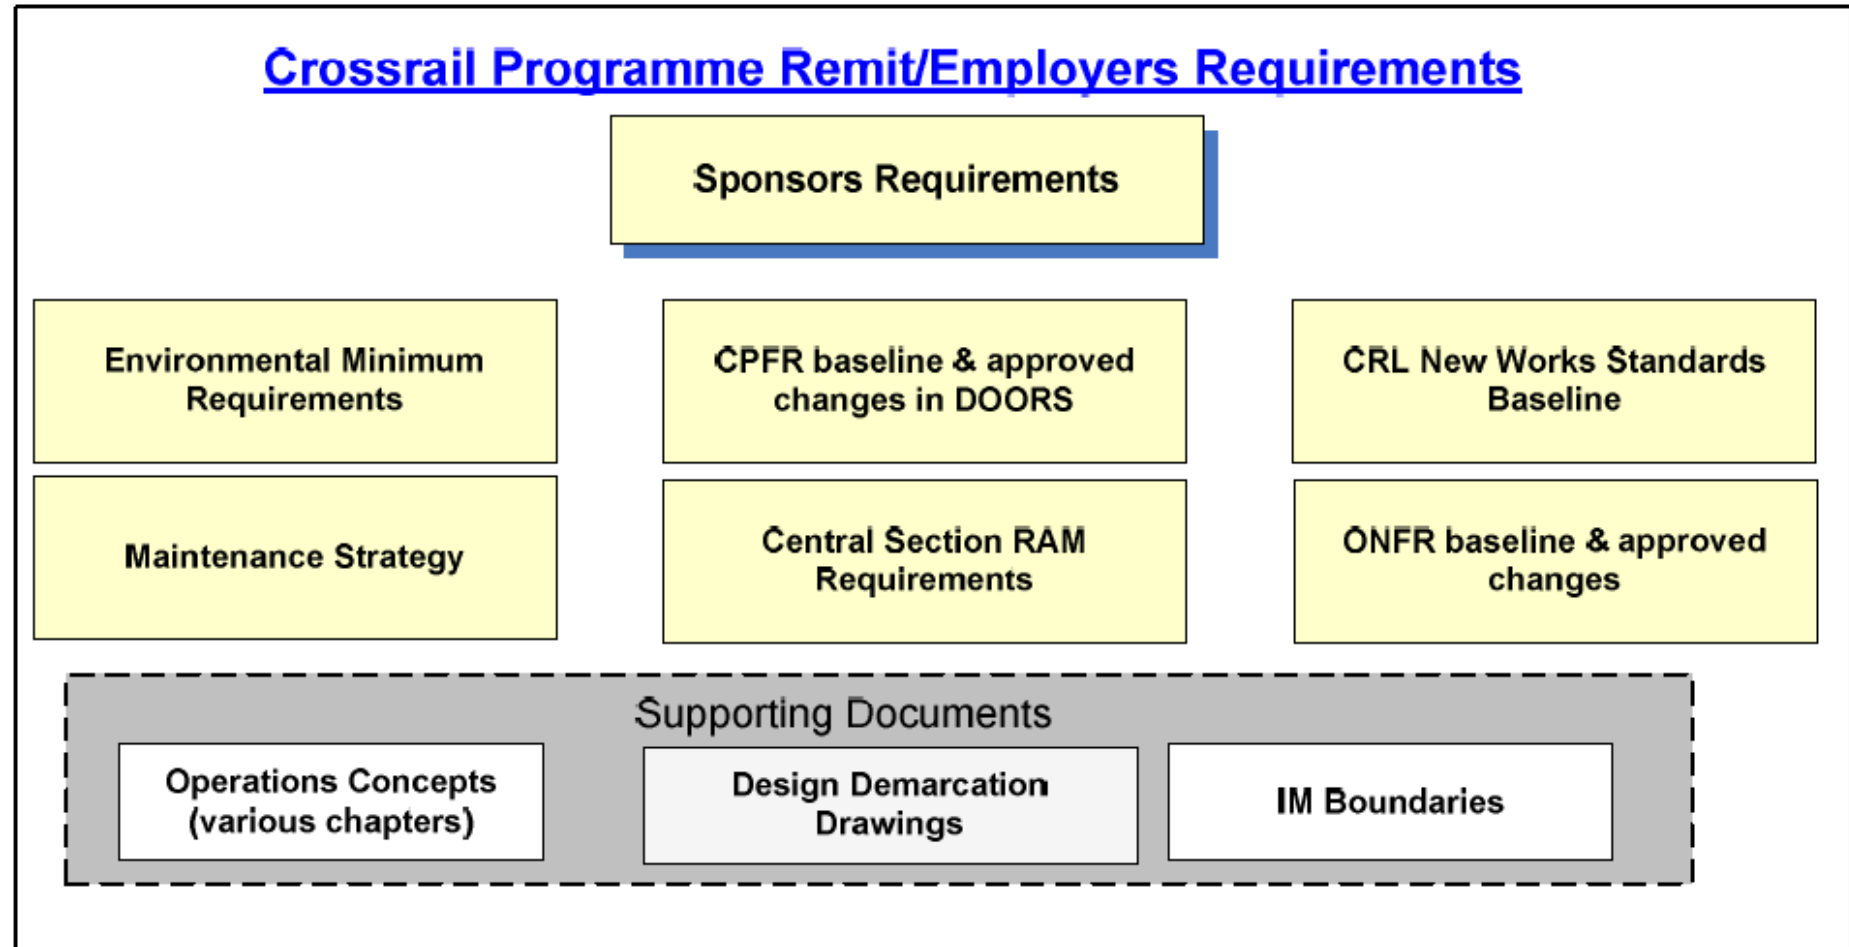 Crossrail Programme Remit/Employers Requirements
Sponsors Requirements
Environmental Minimum
Requirements
CPFR baseline & approved
changes in DOORS
CRL New Works Standards
Baseline
Maintenance Strategy
Central Section RAM
Requirements
ONFR baseline & approved
changes
Supporting Documents
Operations Concepts
(various chapters)
Design Demarcation
Drawings
IM Boundaries